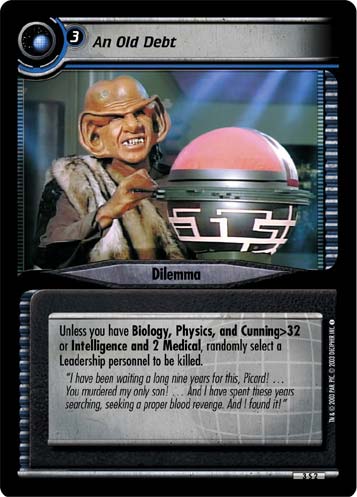 3
An Old Debt
Dilemma
Unless you have Biology, Physics, and Cunning>32
or Intelligence and 2 Medical, randomly select a
Leadership personnel to be killed.
"I have been waiting a long nine years for this, Picard! ...
You murdered my only son! ... And I have spent these years
searching, seeking a proper blood revenge. And I found it!"
TM & © 2003 PAR. PIC. © 2003 DECIPHER INC.
3 S 2